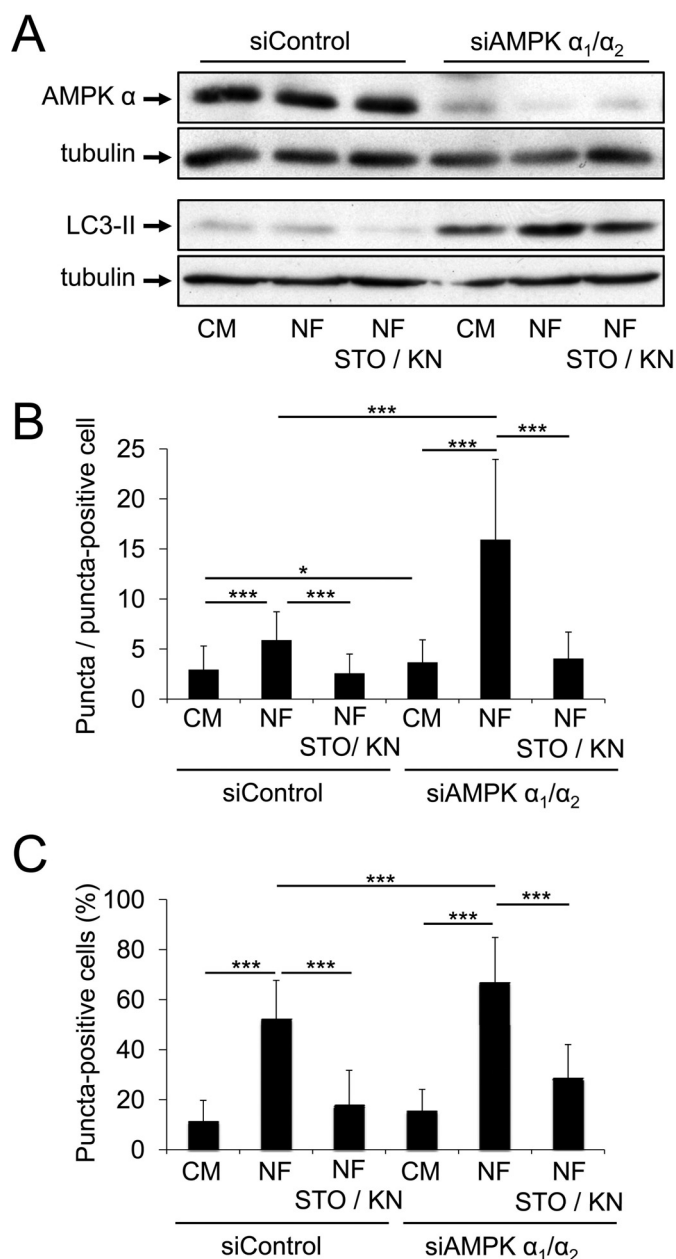 A
siControl siAMPK α1/α2
AMPK α
tubulin
LC3-II
tubulin
CM NF NF CM NF NF
STO / KN STO / KN
B
Puncta / puncta-positive cell
***
*** ***
25
20
15
10
5
0
*
*** ***
CM NF NF CM NF NF
STO/ KN STO / KN
siControl siAMPK α1/α2
C
Puncta-positive cells (%)
***
*** ***
*** ***
100
80
60
40
20
0
CM NF NF CM NF NF
STO / KN STO / KN
siControl siAMPK α1/α2